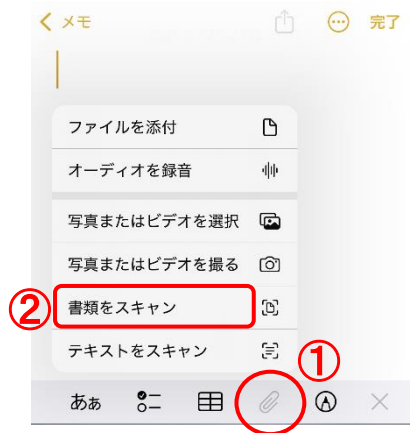 メモ
完了
ファイルを添付
オーディオを録音
写真またはビデオを選択
写真またはビデオを撮る
② 書類をスキャン
テキストをスキャン
①
あぁ